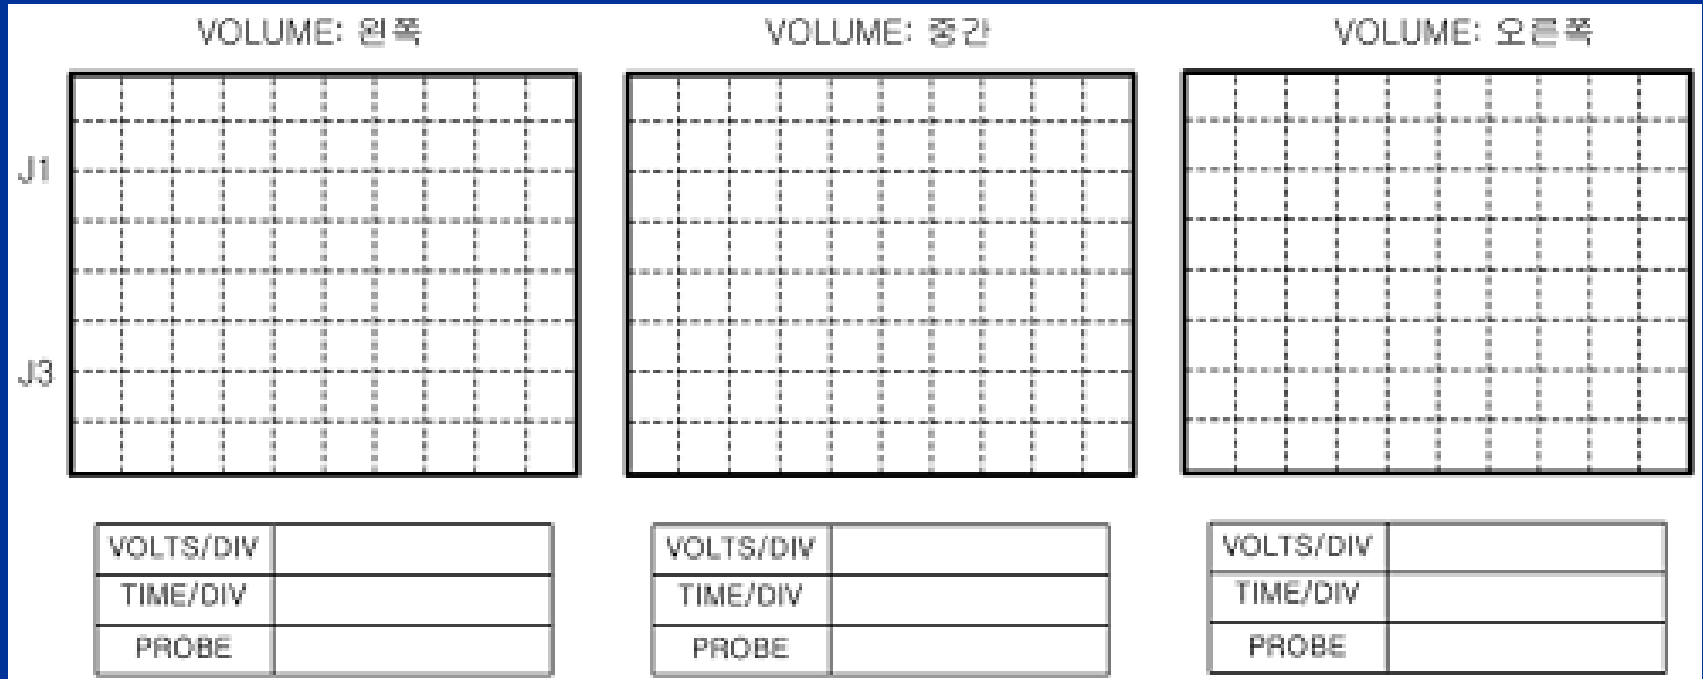 VOLUME: 왼쪽 VOLUME: 중간 VOLUME: 오른쪽
J1
J3
VOLTS/DIV VOLTS/DIV VOLTS/DIV
TIME/DIV TIME/DIV TIME/DIV
PROBE PROBE PROBE